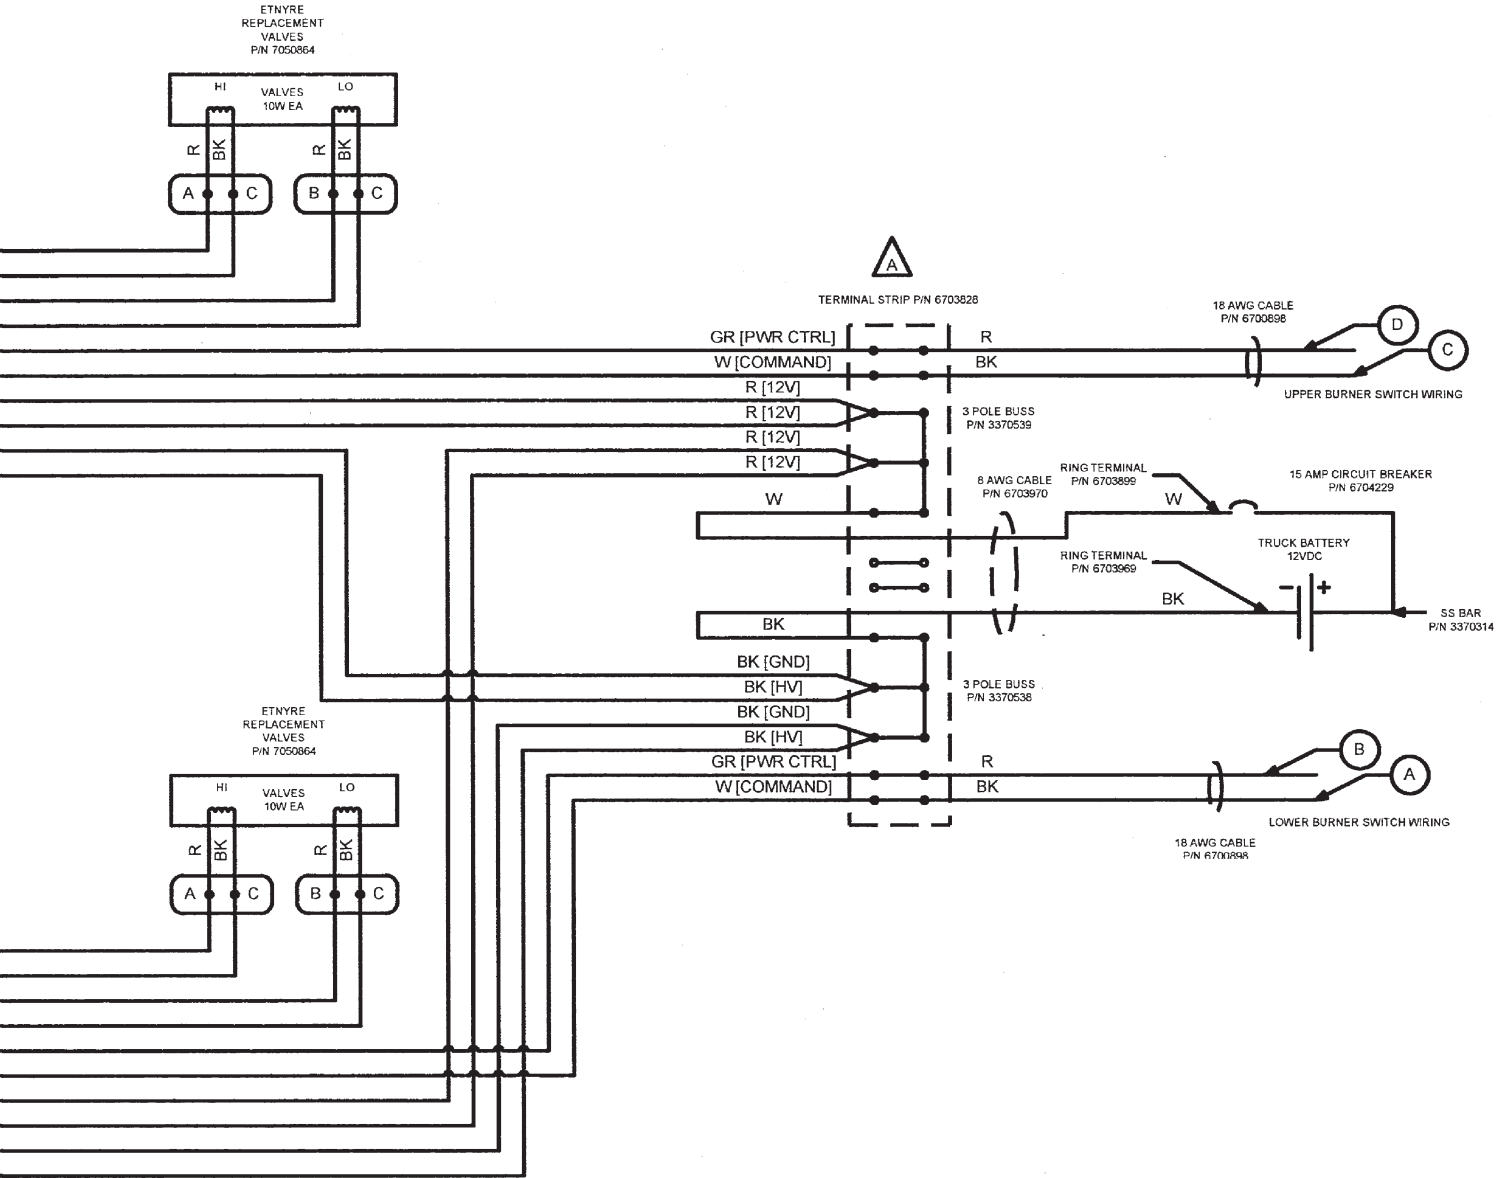 ETNYRE
REPLACEMENT
VALVES
P/N 7050864
HI
VALVES
10W EA
LO
R
BK
R
BK
A
C
B
C
A
TERMINAL STRIP P/N 6703828
GR [PWR CTRL]
R
W [COMMAND]
BK
18 AWG CABLE
P/N 6700898
D
C
UPPER BURNER SWITCH WIRING
R [12V]
R [12V]
R [12V]
R [12V]
3 POLE BUSS
P/N 3370539
W
8 AWG CABLE
P/N 6703970
RING TERMINAL
P/N 6703899
W
15 AMP CIRCUIT BREAKER
P/N 6704229
TRUCK BATTERY
12VDC
RING TERMINAL
P/N 6703969
- +
BK
SS BAR
P/N 3370314
BK
BK [GND]
BK [HV]
BK [GND]
BK [HV]
3 POLE BUSS
P/N 3370538
GR [PWR CTRL]
R
W [COMMAND]
BK
B
A
LOWER BURNER SWITCH WIRING
18 AWG CABLE
P/N 6700898
ETNYRE
REPLACEMENT
VALVES
P/N 7050864
HI
VALVES
10W EA
LO
R
BK
R
BK
A
C
B
C